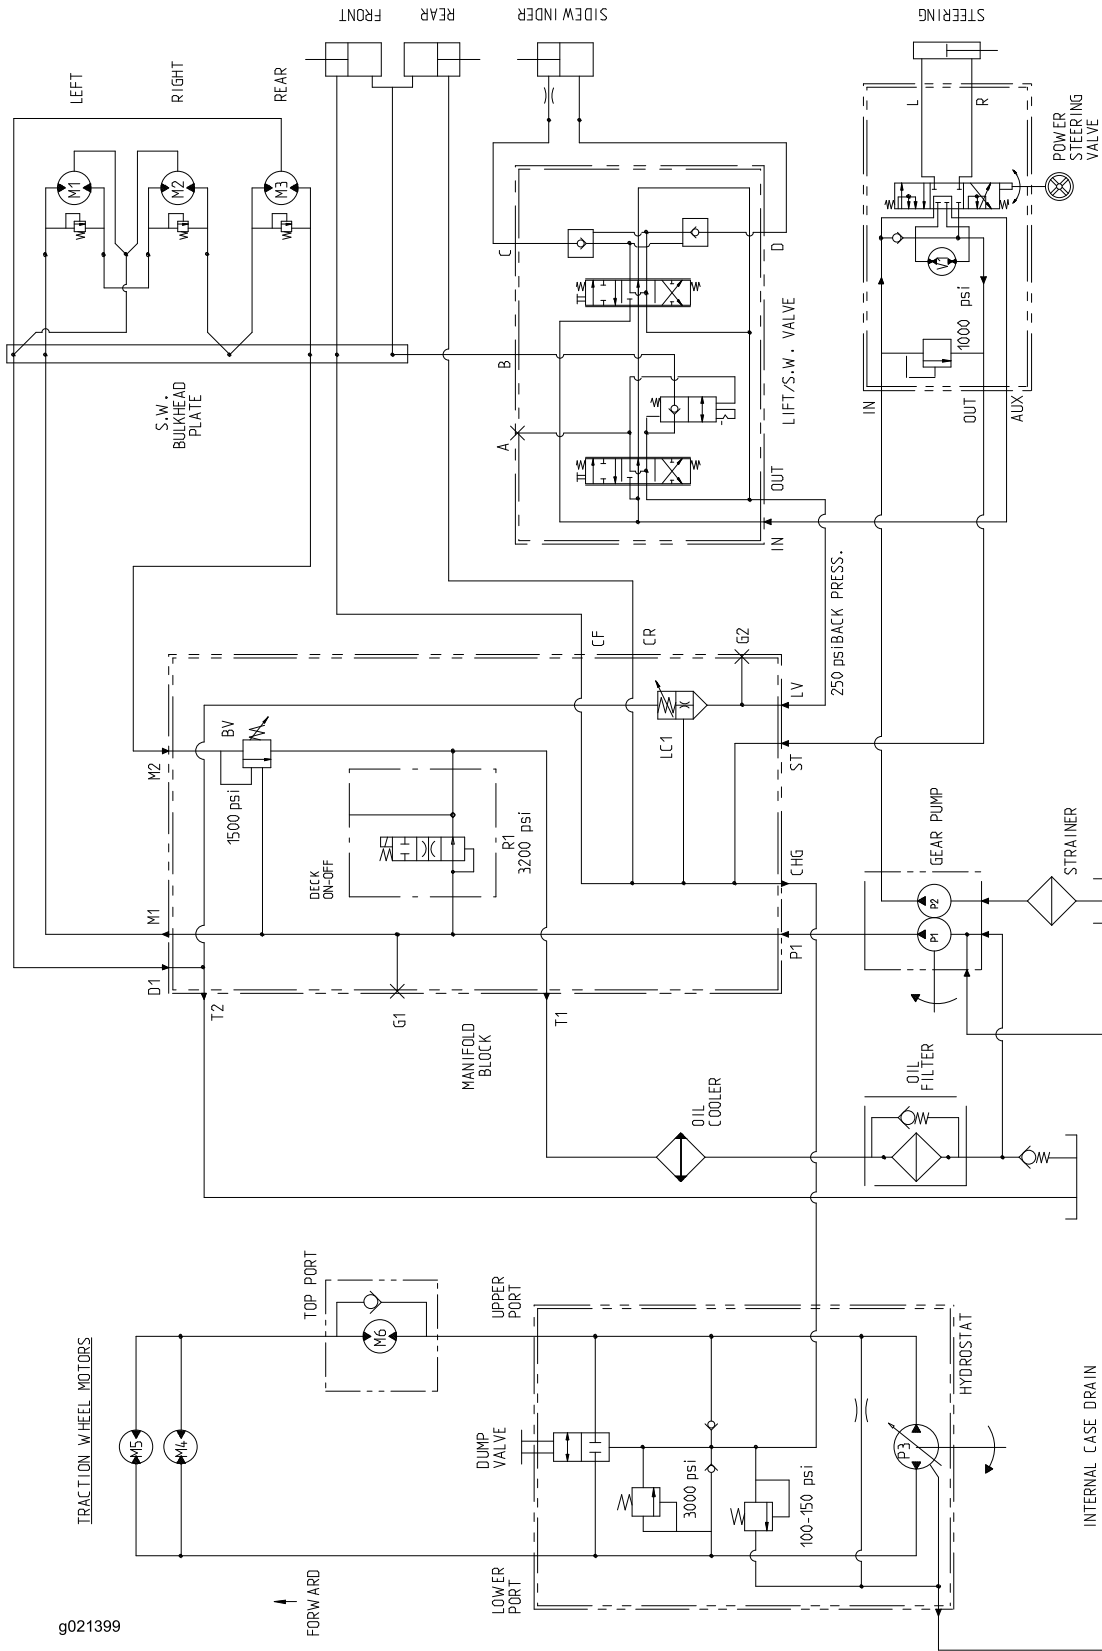 FRONT
REAR
SIDEWINDER
STEERING
LEFT
RIGHT
REAR
M1
M2
M3
S.W.
BULKHEAD
PLATE
C
D
B
A
LIFT/S.W. VALVE
OUT
IN
L
R
POWER
STEERING
VALVE
V1
1000 psi
IN
OUT
AUX
250 psiBACK PRESS.
CF
CR
G2
LV
LC1
ST
BV
M2
1500 psi
DECK
ON-OFF
R1
3200 psi
CHG
M1
P1
D1
T2
G1
T1
MANIFOLD
BLOCK
GEAR PUMP
P1
P2
STRAINER
OIL
FILTER
OIL
COOLER
TRACTION WHEEL MOTORS
M5
M4
TOP PORT
M6
UPPER
PORT
DUMP
VALVE
3000 psi
100-150 psi
P3
HYDROSTAT
LOWER
PORT
FORWARD
INTERNAL CASE DRAIN
g021399